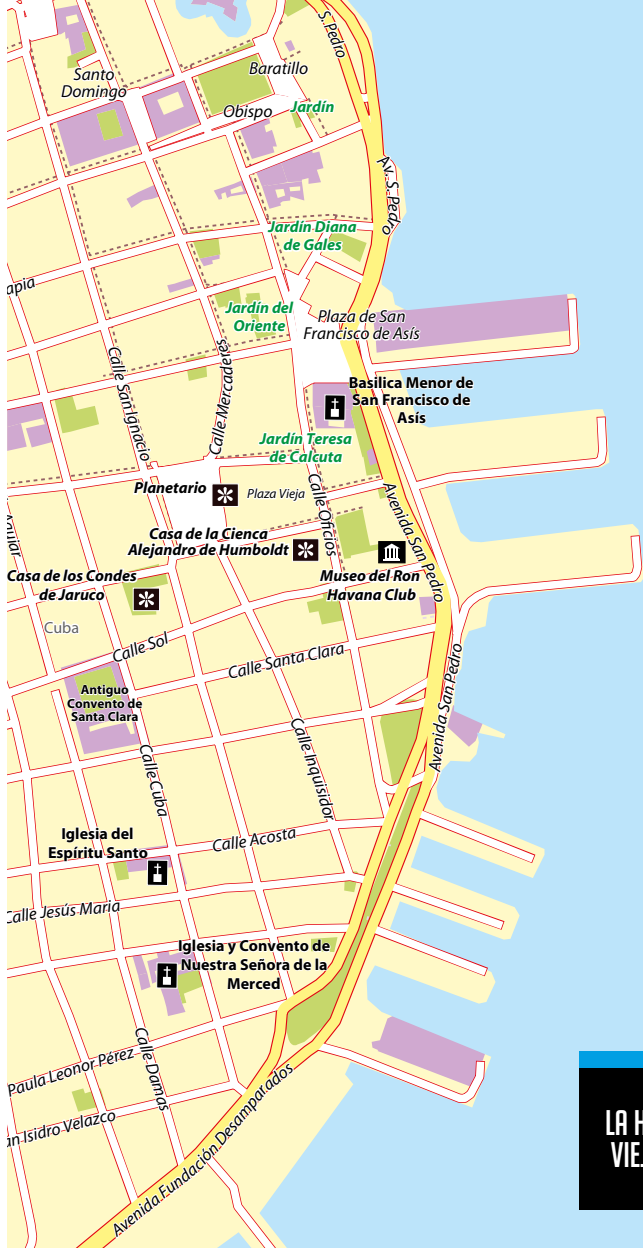 S. Pedro
Santo
Domingo
Baratillo
Obispo
Jardín
Av. S. Pedro
Jardín Diana
de Gales
apia
Jardín del
Oriente
Plaza de San
Francisco de Asís
Calle San Ignacio
Calle Mercaderes
Basilica Menor de
San Francisco de
Asís
Jardín Teresa
de Calcuta
Planetario
Plaza Vieja
Calle Oficios
Avenida San Pedro
Casa de la Cienca
Alejandro de Humboldt
Museo del Ron
Havana Club
Casa de los Condes
de Jaruco
Cuba
Calle Sol
Calle Santa Clara
Antiguo
Convento de
Santa Clara
Avenida San Pedro
Calle Cuba
Calle Inquisidor
Iglesia del
Espíritu Santo
Calle Acosta
Calle Jesús Maria
Iglesia y Convento de
Nuestra Señora de la
Merced
Calle Damas
Paula Leonor Pérez
an Isidro Velazco
Avenida Fundación Desamparados
LA H
VIEJ